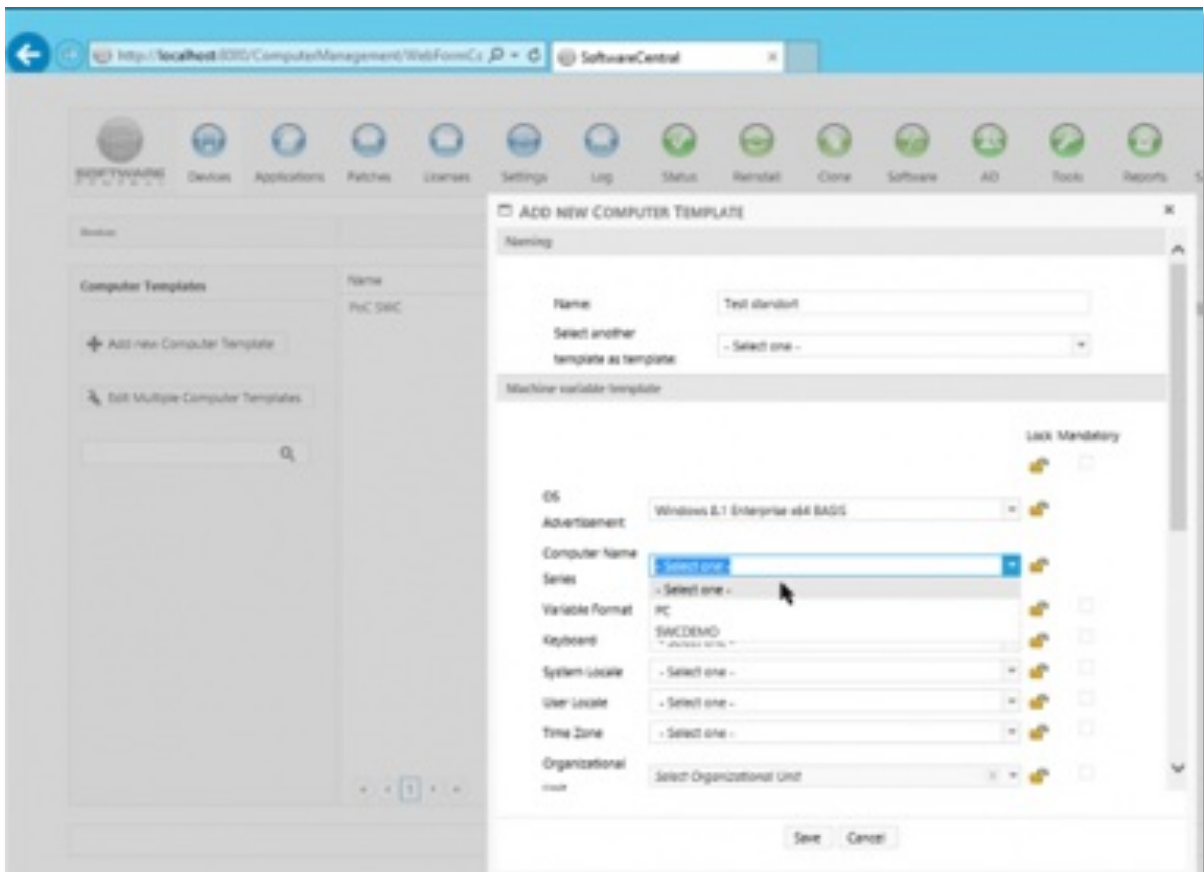 http://localhost:8080/ComputerManagement/WebFormCo
SoftwareCentral
SOFTWARE
CENTRAL
Devices
Applications
Patches
Licenses
Settings
Log
Status
Reinstall
Clone
Software
AD
Tools
Reports
ADD NEW COMPUTER TEMPLATE
Naming
Computer Templates
Name
PoC SWC
Add new Computer Template
Edit Multiple Computer Templates
Name:
Test standort
Select another
template as template:
- Select one -
Machine variable template
Lock Mandatory
OS
Advertisement
Windows 8.1 Enterprise x64 BASIS
Computer Name
Series
- Select one -
- Select one -
Variable Format
PC
SWCDEMO
Keyboard
System Locale
- Select one -
User Locale
- Select one -
Time Zone
- Select one -
Organizational
Select Organizational Unit
1
Save
Cancel